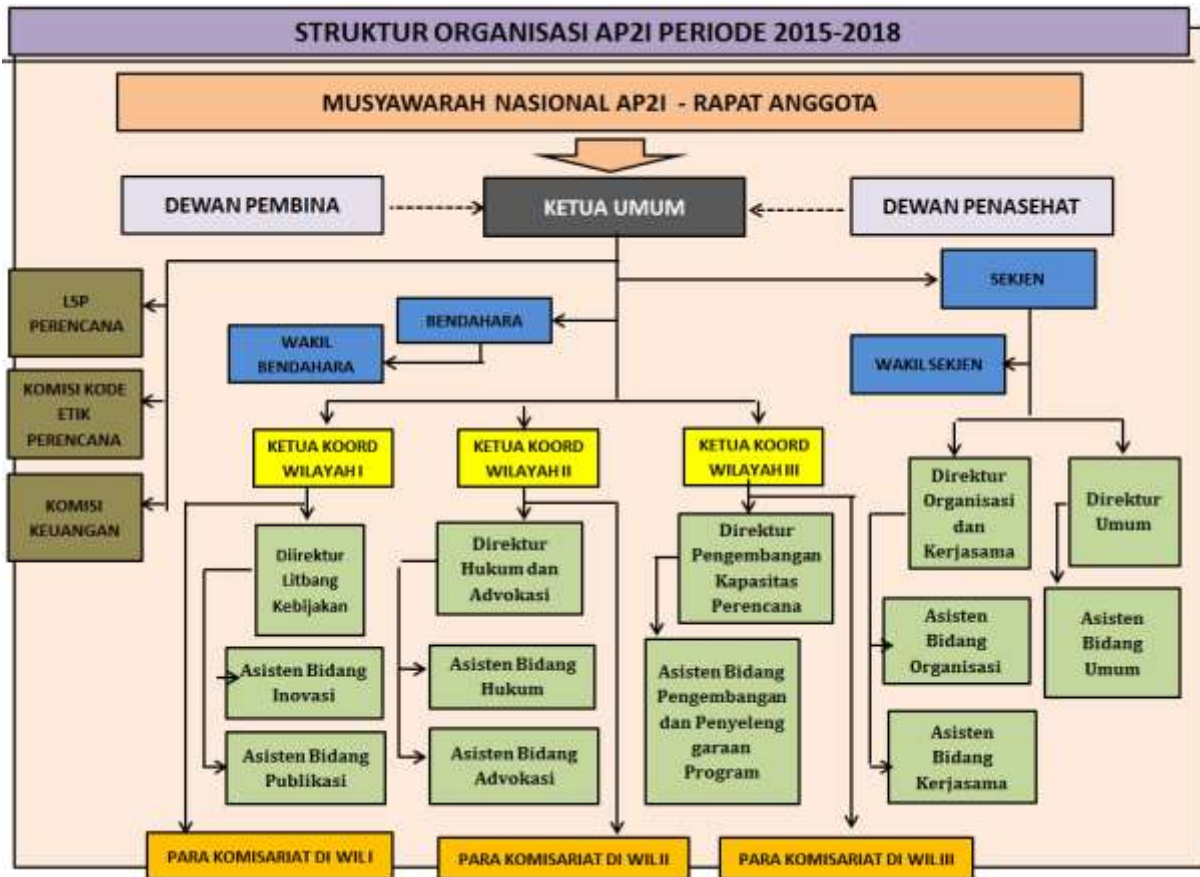 STRUKTUR ORGANISASI AP2I PERIODE 2015-2018
MUSYAWARAH NASIONAL AP2I - RAPAT ANGGOTA
DEWAN PEMBINA
KETUA UMUM
DEWAN PENASEHAT
LSP
PERENCANA
SEKJEN
BENDAHARA
WAKIL
BENDAHARA
WAKIL SEKJEN
KOMISI KODE
ETIK
PERENCANA
KETUA KOORD
WILAYAH I
KETUA KOORD
WILAYAH II
KETUA KOORD
WILAYAH III
KOMISI
KEUANGAN
Direktur
Organisasi
dan
Kerjasama
Direktur
Umum
Diirektur
Litbang
Kebijakan
Direktur
Hukum dan
Advokasi
Direktur
Pengembangan
Kapasitas
Perencana
Asisten Bidang
Inovasi
Asisten Bidang
Hukum
Asisten Bidang
Pengembangan
dan Penyeleng
garaan
Program
Asisten
Bidang
Organisasi
Asisten
Bidang
Umum
Asisten Bidang
Publikasi
Asisten Bidang
Advokasi
Asisten
Bidang
Kerjasama
PARA KOMISARIAT DI WIL I
PARA KOMISARIAT DI WIL II
PARA KOMISARIAT DI WIL III